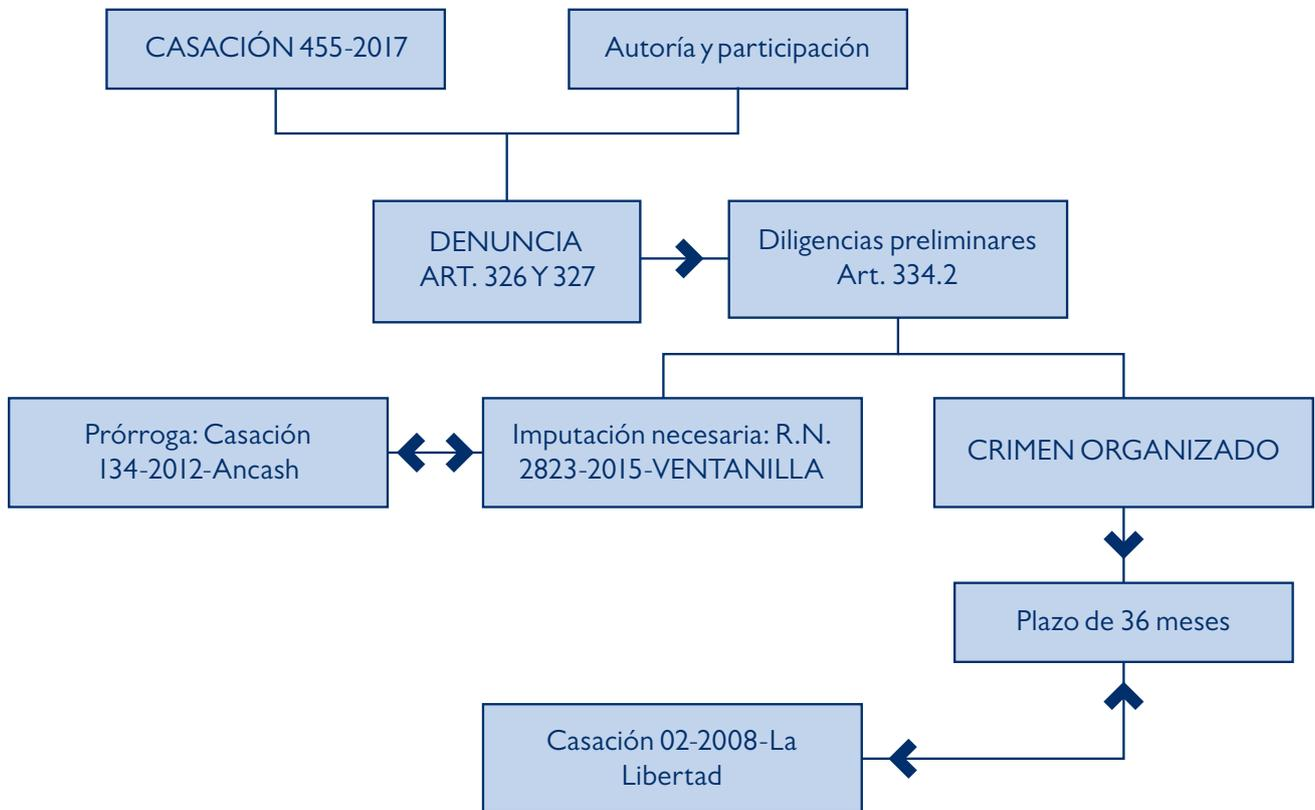 CASACIÓN 455-2017
Autoría y participación
DENUNCIA
ART. 326 Y 327
Diligencias preliminares
Art. 334.2
Prórroga: Casación
134-2012-Ancash
Imputación necesaria: R.N.
2823-2015-VENTANILLA
CRIMEN ORGANIZADO
Plazo de 36 meses
Casación 02-2008-La
Libertad